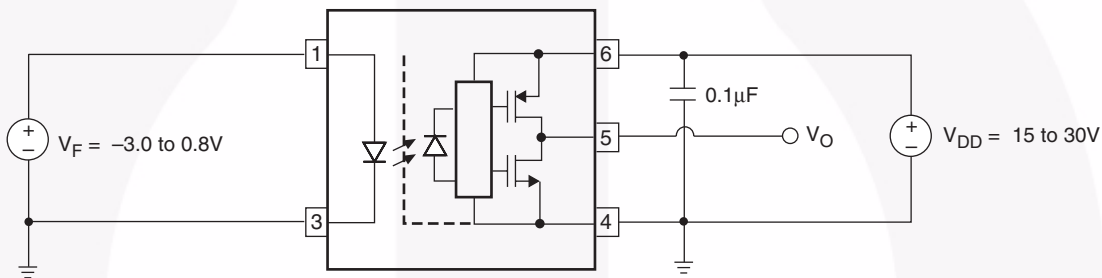 1
6
0.1μF
+
–
V_F = –3.0 to 0.8V
5
V_O
+
–
V_DD = 15 to 30V
3
4